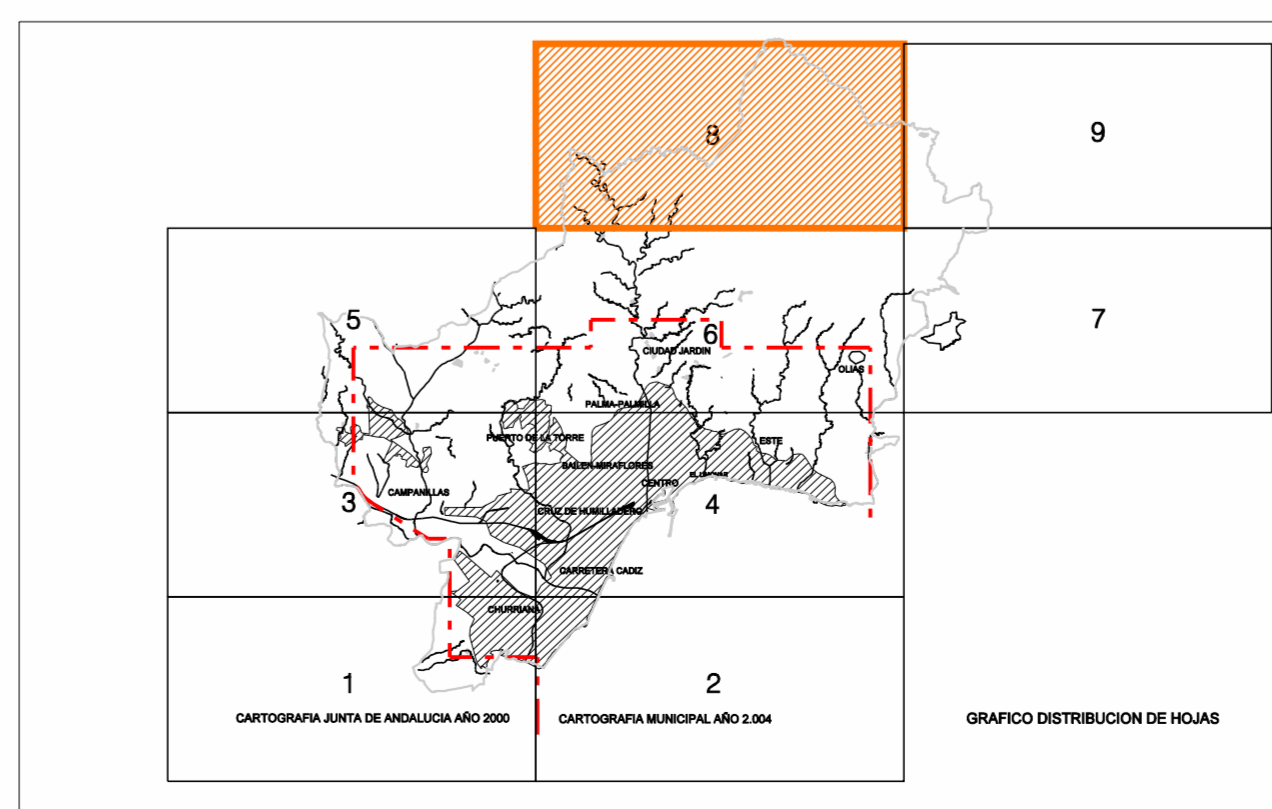 8
9
5
6
7
CIUDAD JARDIN
OLIAS
PALMA-PALMILLA
PUERTO DE LA TORRE
ESTE
BAILEN-MIRAFLORES
CENTRO
CAMPANILLAS
3
4
CRUZ DE HUMILLADERO
CARRETERA CADIZ
CHURRIANA
1
2
CARTOGRAFIA JUNTA DE ANDALUCIA AÑO 2000
CARTOGRAFIA MUNICIPAL AÑO 2.004
GRAFICO DISTRIBUCION DE HOJAS